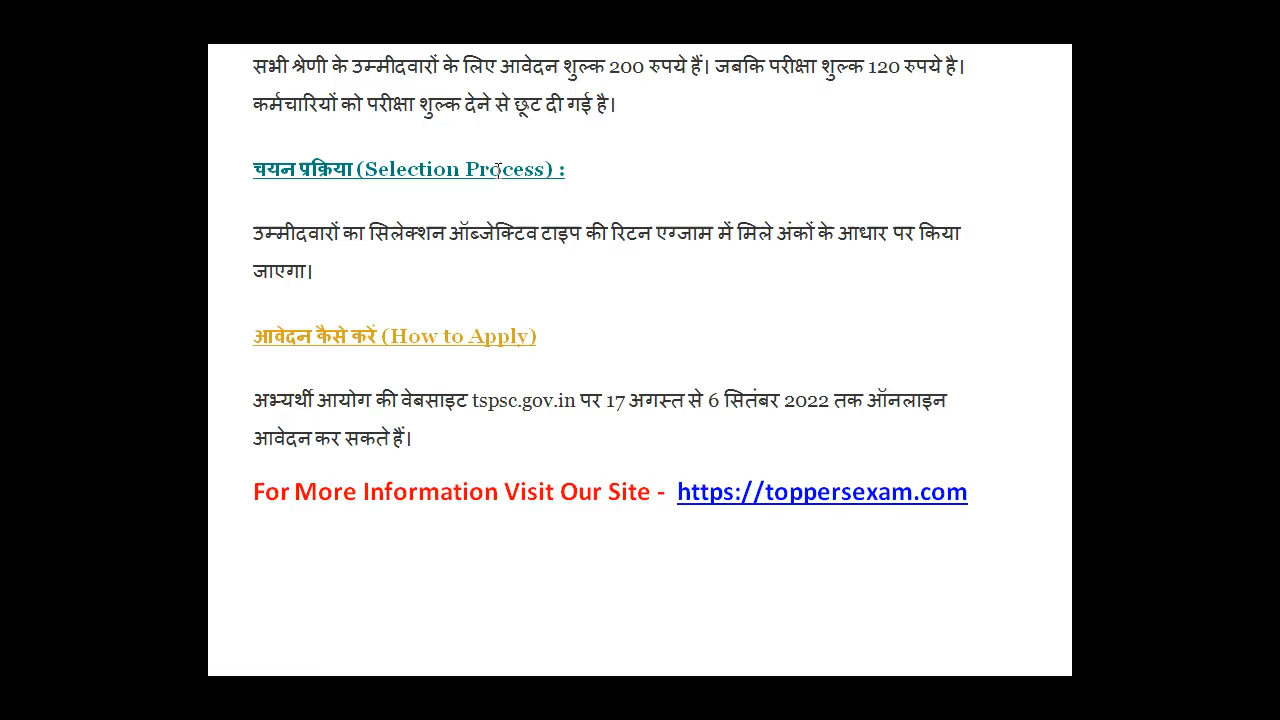 सभी श्रेणी के उम्मीदवारों के लिए आवेदन शुल्क 200 रुपये हैं। जबकि परीक्षा शुल्क 120 रुपये है।
कर्मचारियों को परीक्षा शुल्क देने से छूट दी गई है।
चयन प्रक्रिया (Selection Process) :
उम्मीदवारों का सिलेक्शन ऑब्जेक्टिव टाइप की रिटन एग्जाम में मिले अंकों के आधार पर किया
जाएगा।
आवेदन कैसे करें (How to Apply)
अभ्यर्थी आयोग की वेबसाइट tspsc.gov.in पर 17 अगस्त से 6 सितंबर 2022 तक ऑनलाइन
आवेदन कर सकते हैं।
For More Information Visit Our Site - https://toppersexam.com